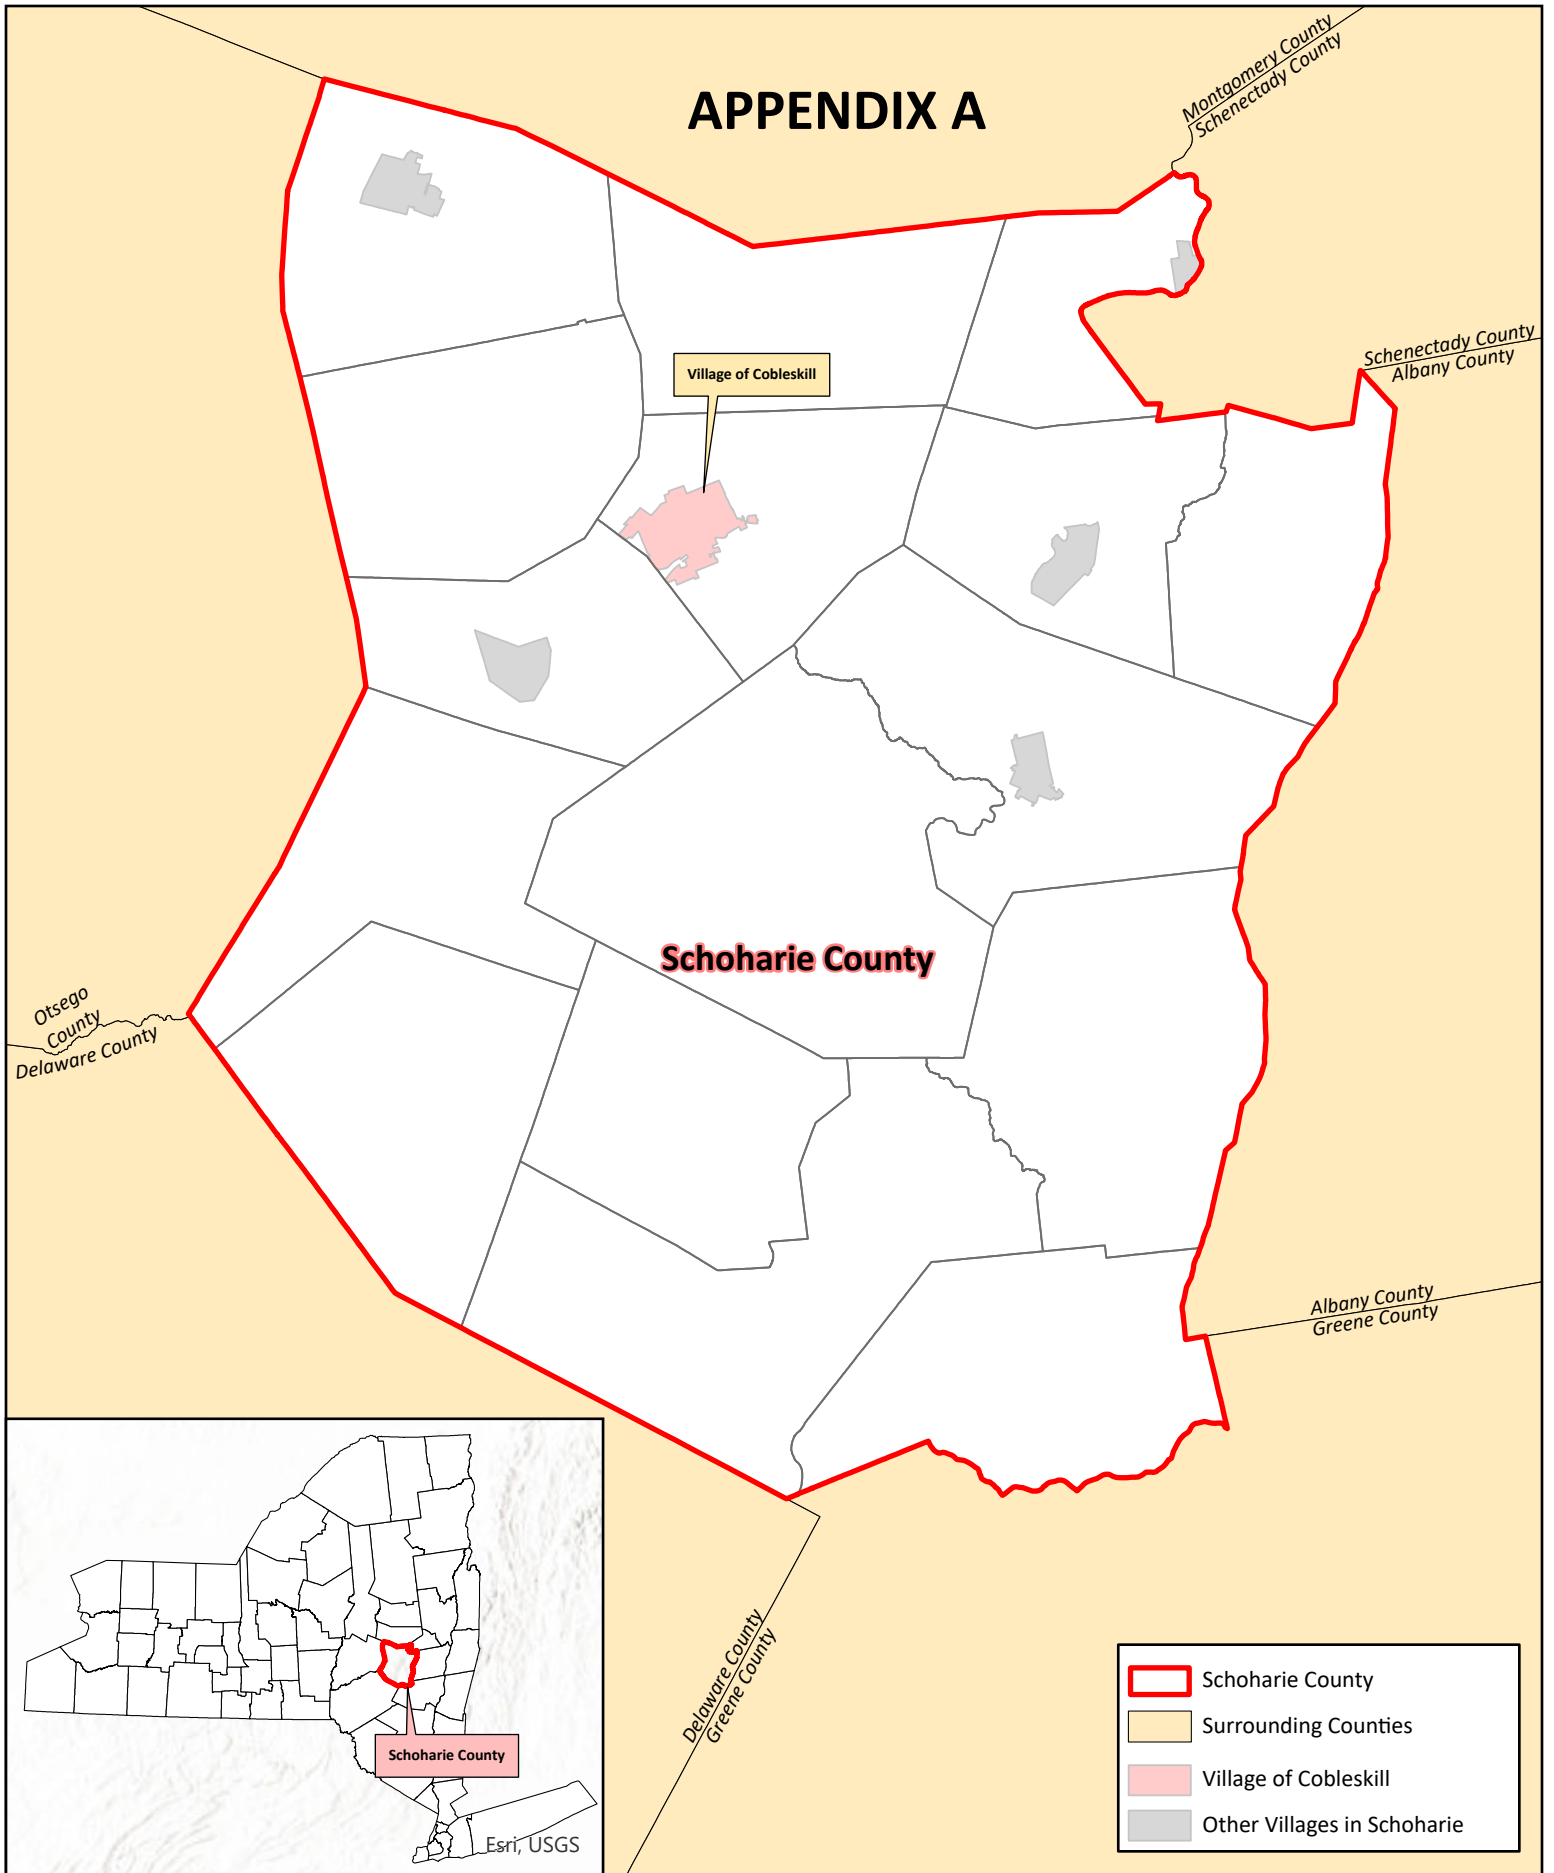 APPENDIX A
Montgomery County
Schenectady County
Schenectady County
Albany County
Village of Cobleskill
Schoharie County
Otsego
County
Delaware County
Albany County
Greene County
Delaware County
Greene County
Schoharie County
Esri, USGS
Schoharie County
Surrounding Counties
Village of Cobleskill
Other Villages in Schoharie